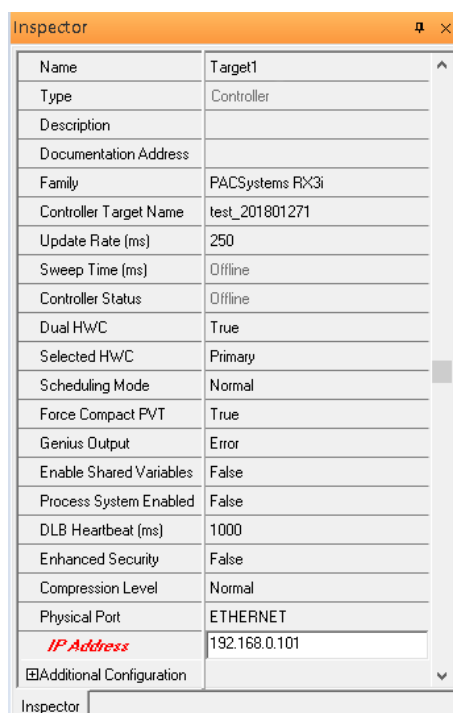 Inspector
Name Target1
Type Controller
Description
Documentation Address
Family PACSystems RX3i
Controller Target Name test_201801271
Update Rate (ms) 250
Sweep Time (ms) Offline
Controller Status Offline
Dual HWC True
Selected HWC Primary
Scheduling Mode Normal
Force Compact PVT True
Genius Output Error
Enable Shared Variables False
Process System Enabled False
DLB Heartbeat (ms) 1000
Enhanced Security False
Compression Level Normal
Physical Port ETHERNET
IP Address 192.168.0.101
Additional Configuration
Inspector